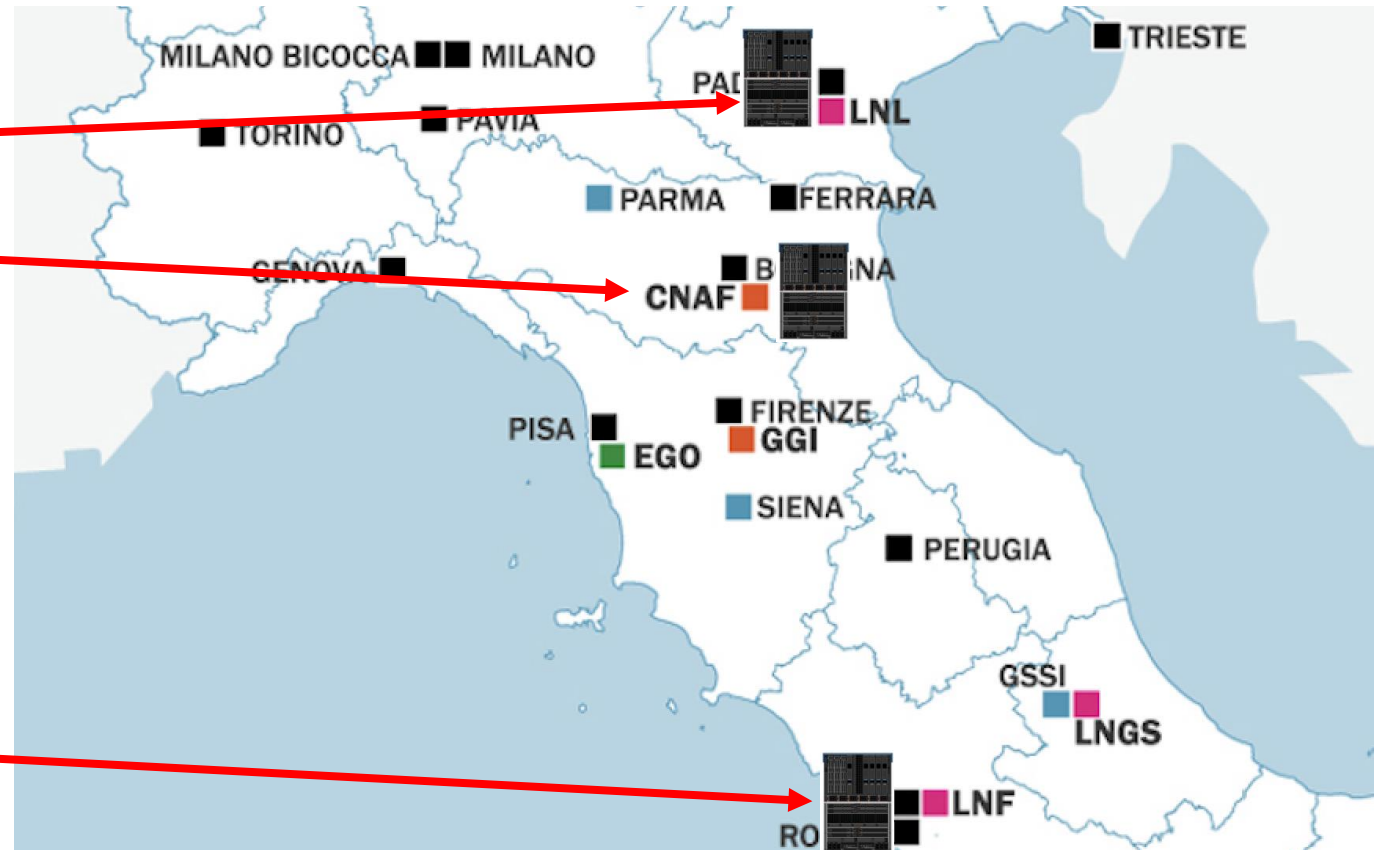 MILANO BICOCCA
MILANO
TRIESTE
LNL
TORINO
PAVIA
PARMA
FERRARA
GENOVA
CNAF
FIRENZE
GGI
PISA
EGO
SIENA
PERUGIA
GSSI
LNGS
LNF